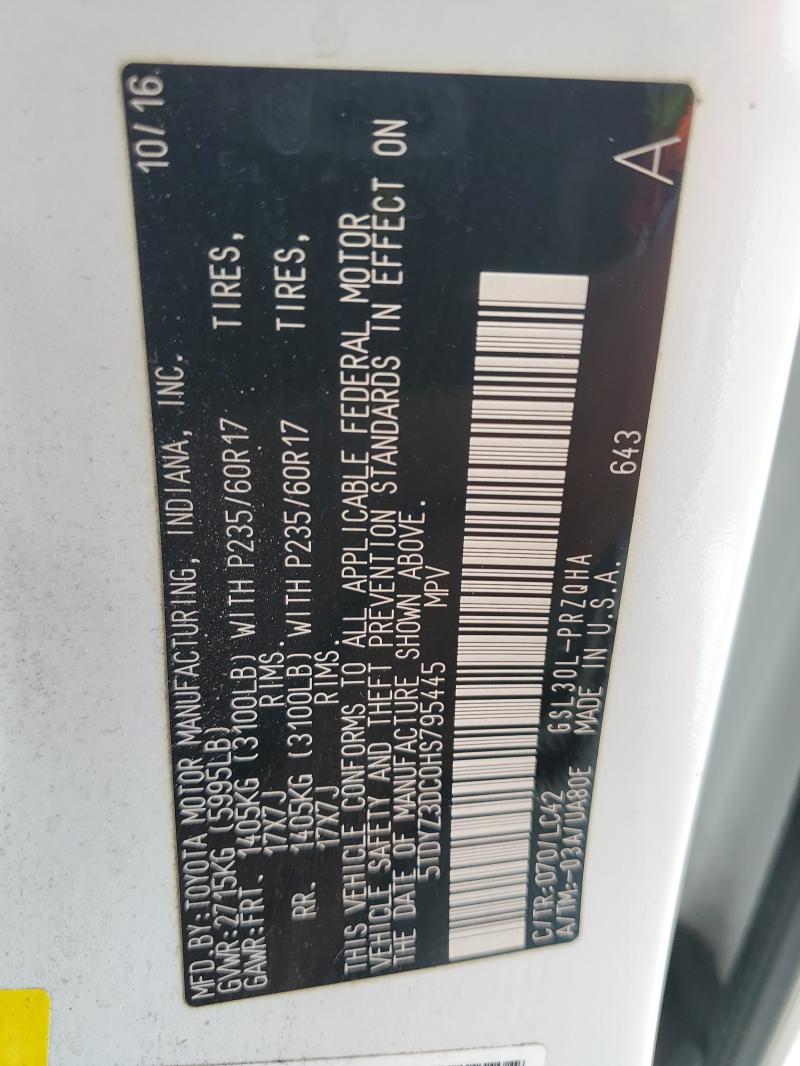 MFD.BY:TOYOTA MOTOR MANUFACTURING, INDIANA, INC. 10/16
GVWR:2715KG (5995LB)
GAWR:FRT. 1405KG (3100LB) WITH P235/60R17 TIRES,
17X7J RIMS.
RR. 1405KG (3100LB) WITH P235/60R17 TIRES,
17X7J RIMS.
THIS VEHICLE CONFORMS TO ALL APPLICABLE FEDERAL MOTOR
VEHICLE SAFETY AND THEFT PREVENTION STANDARDS IN EFFECT ON
THE DATE OF MANUFACTURE SHOWN ABOVE.
5TDYZ3DC0HS795445 MPV
C/TR:070/LC42 GSL30L-PRZQHA
A/TM:-03A/UA80E MADE IN U.S.A. 643
A